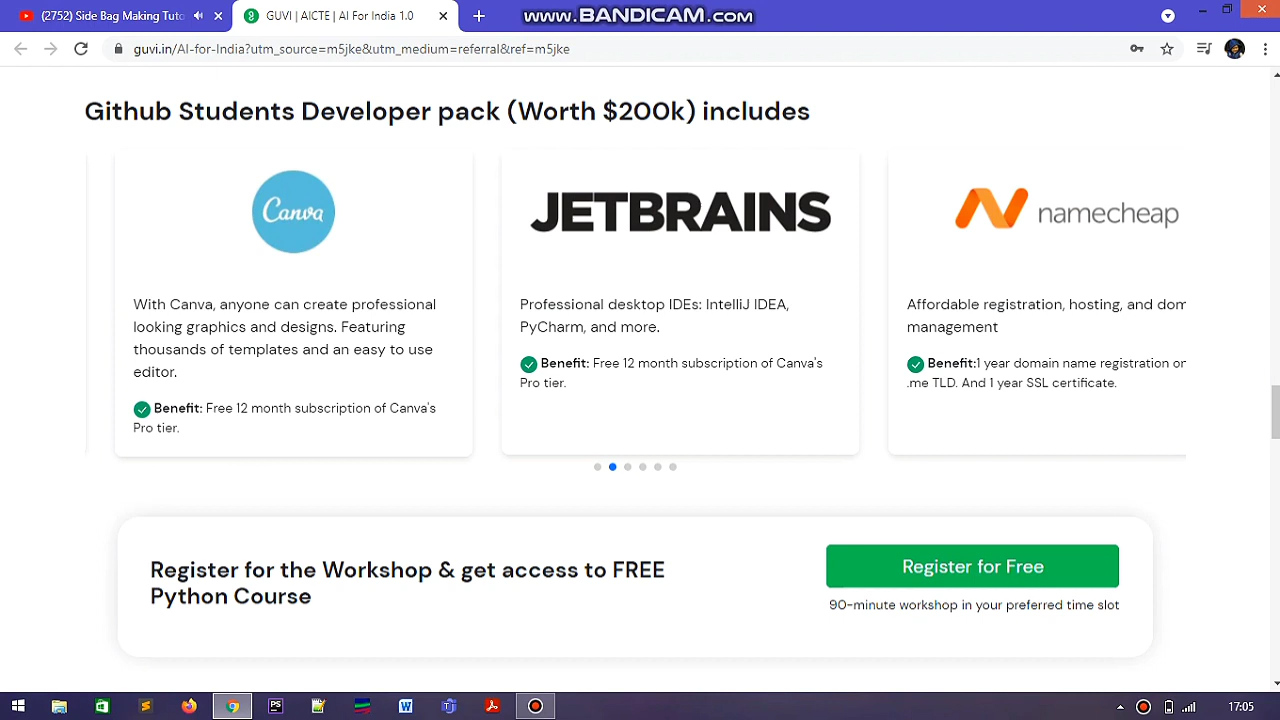 (2752) Side Bag Making Tuto
GUVI | AICTE | AI For India 1.0
www.BANDICAM.com
guvi.in/AI-for-India?utm_source=m5jke&utm_medium=referral&ref=m5jke
Github Students Developer pack (Worth $200k) includes
Canva
With Canva, anyone can create professional
looking graphics and designs. Featuring
thousands of templates and an easy to use
editor.
Benefit: Free 12 month subscription of Canva's
Pro tier.
JETBRAINS
Professional desktop IDEs: IntelliJ IDEA,
PyCharm, and more.
Benefit: Free 12 month subscription of Canva's
Pro tier.
namecheap
Affordable registration, hosting, and dom
management
Benefit:1 year domain name registration on
.me TLD. And 1 year SSL certificate.
Register for the Workshop & get access to FREE
Python Course
Register for Free
90-minute workshop in your preferred time slot
17:05